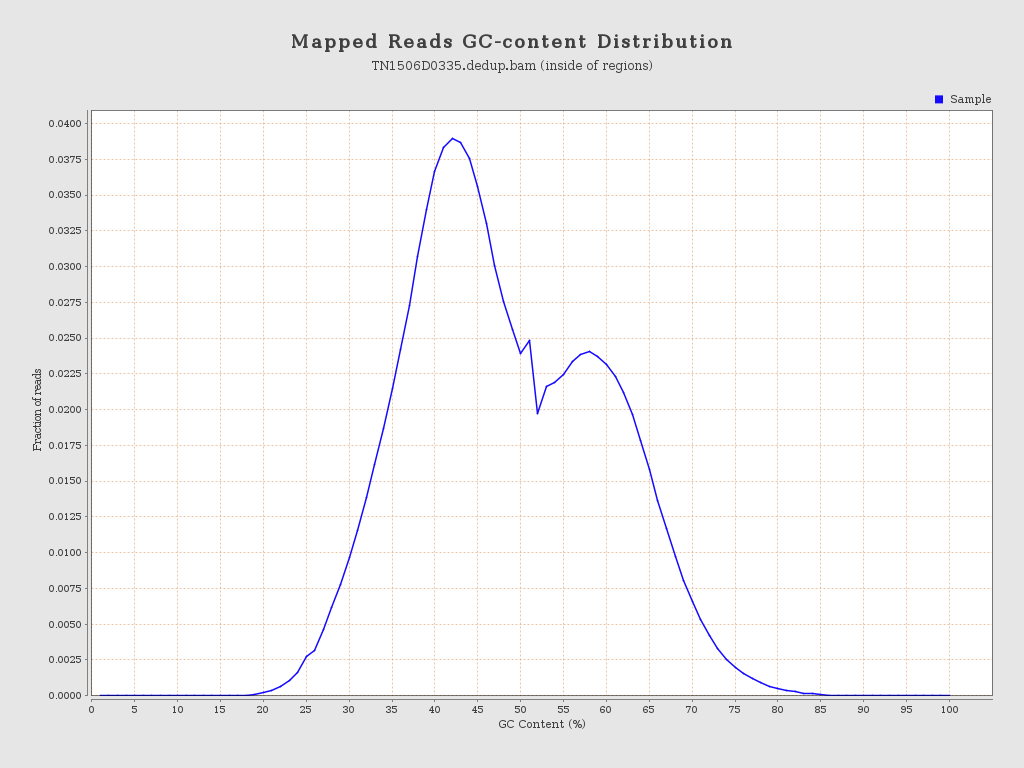 Mapped Reads GC-content Distribution
TN1506D0335.dedup.bam (inside of regions)
Sample
0.0400
0.0375
0.0350
0.0325
0.0300
0.0275
0.0250
0.0225
0.0200
0.0175
0.0150
0.0125
0.0100
0.0075
0.0050
0.0025
0.0000
Fraction of reads
0 5 10 15 20 25 30 35 40 45 50 55 60 65 70 75 80 85 90 95 100
GC Content (%)